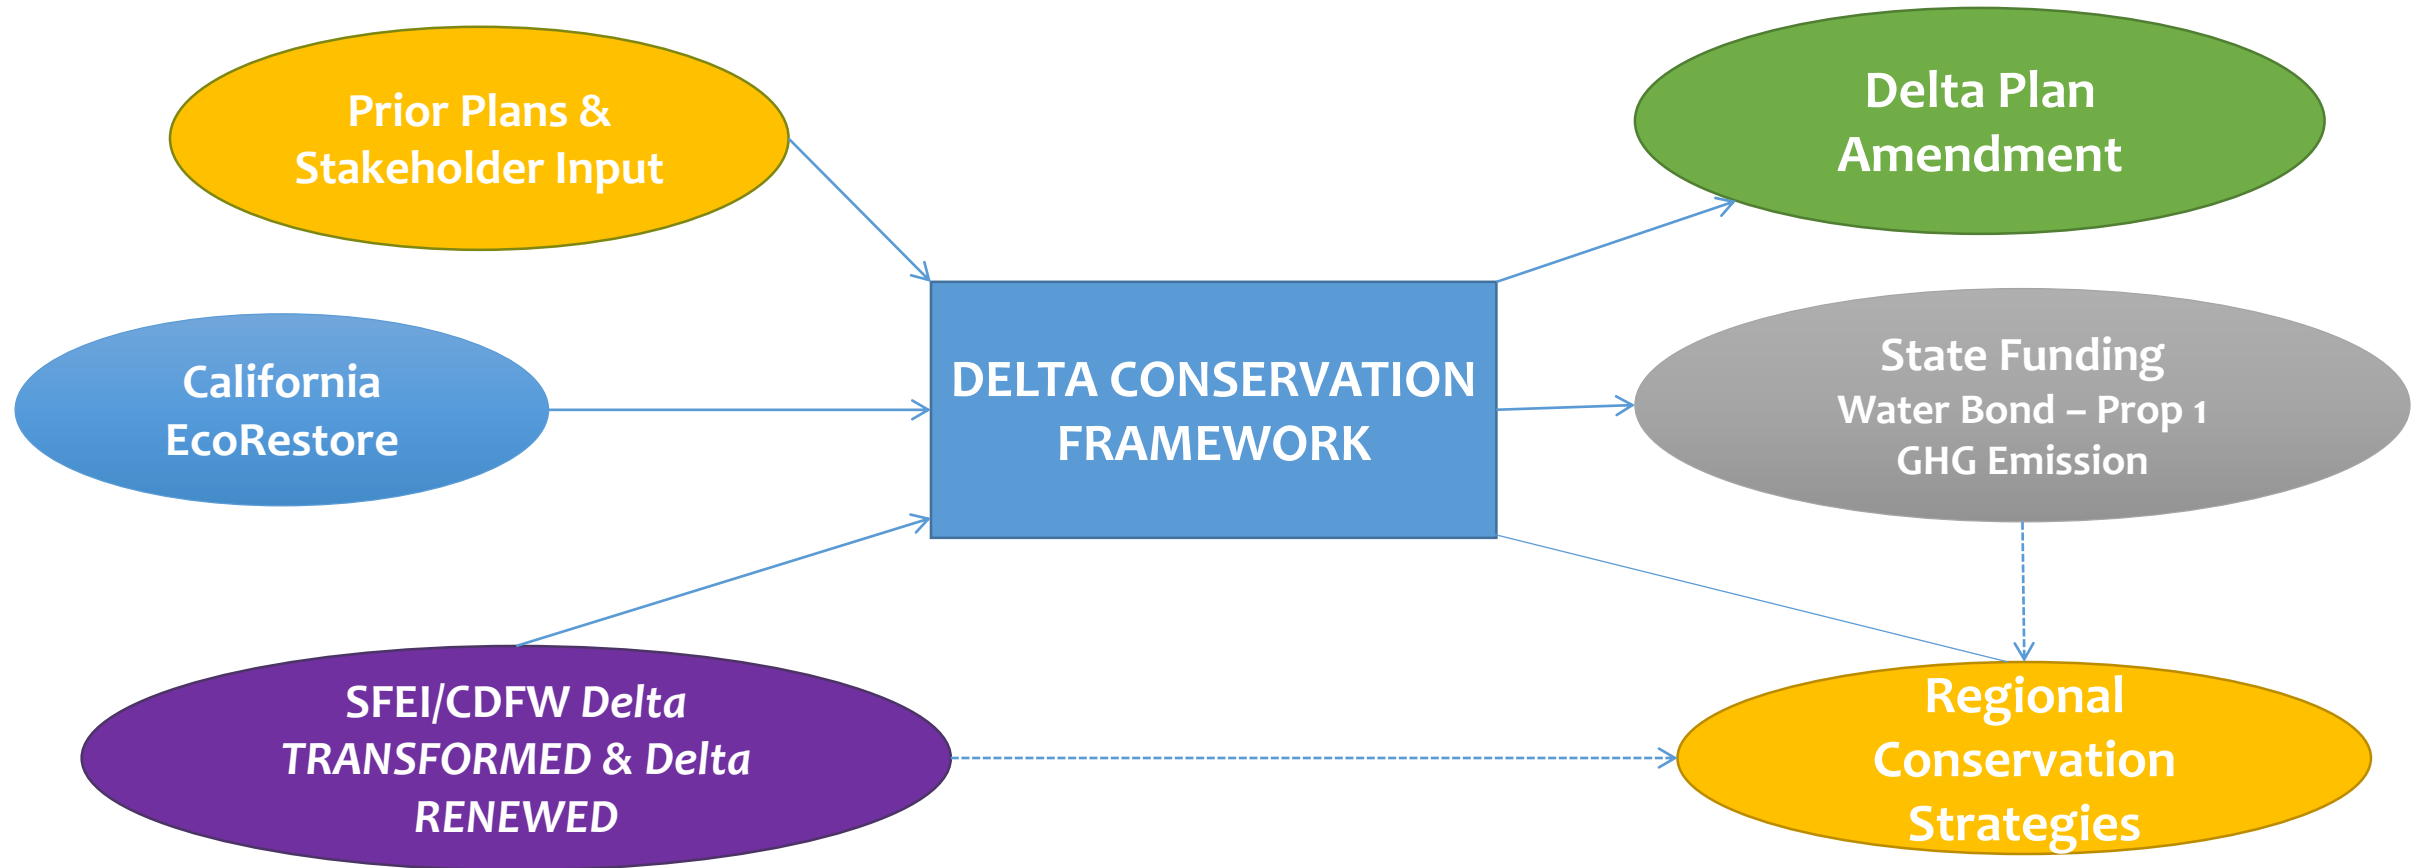 Prior Plans &
Stakeholder Input
Delta Plan
Amendment
California
EcoRestore
DELTA CONSERVATION
FRAMEWORK
State Funding
Water Bond – Prop 1
GHG Emission
SFEI/CDFW Delta
TRANSFORMED & Delta
RENEWED
Regional
Conservation
Strategies